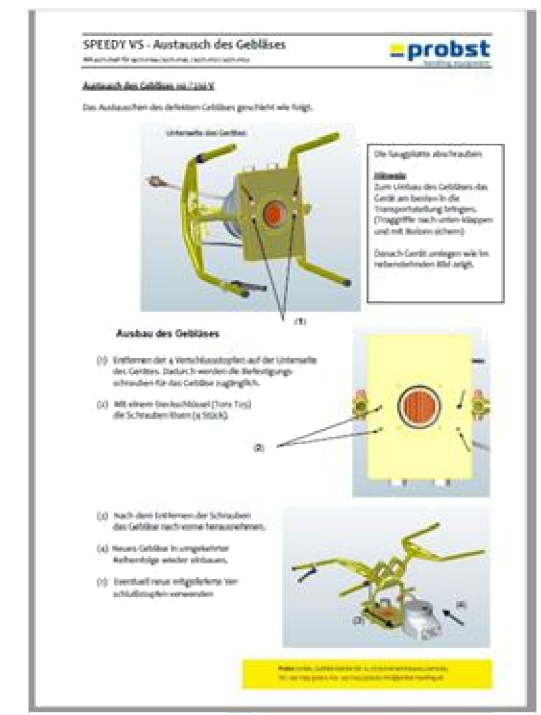 SPEEDY VS - Austausch des Gebläses
probst
handling equipment
Austausch des Gebläses 110 / 230 V
Das Austauschen des defekten Gebläses geschieht wie folgt.
Unterseite des Gerätes
Die Saugplatte abschrauben
Hinweis
Zum Umbau des Gebläses das
Gerät am besten in die
Transportstellung bringen.
(Traggriffe nach unten klappen
und mit Bolzen sichern)
Danach Gerät umlegen wie im
nebenstehnden Bild zeigt.
(1)
Ausbau des Gebläses
(1) Entfernen der 4 Verschlussstopfen auf der Unterseite
des Gerätes. Dadurch werden die Befestigungs-
schrauben für das Gebläse zugänglich.
(2) Mit einem Steckschlüssel (Torx T25)
die Schrauben lösen (4 Stück).
(2)
(3) Nach dem Entfernen der Schrauben
das Gebläse nach vorne herausnehmen.
(4) Neues Gebläse in umgekehrter
Reihenfolge wieder einbauen.
(1) Eventuell neue mitgelieferte Ver-
schlußstopfen verwenden
(4)
(3)